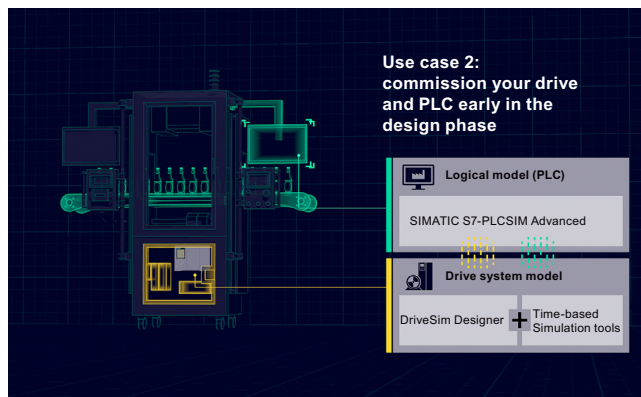 Use case 2:
commission your drive
and PLC early in the
design phase
Logical model (PLC)
SIMATIC S7-PLCSIM Advanced
Drive system model
DriveSim Designer
+
Time-based
Simulation tools